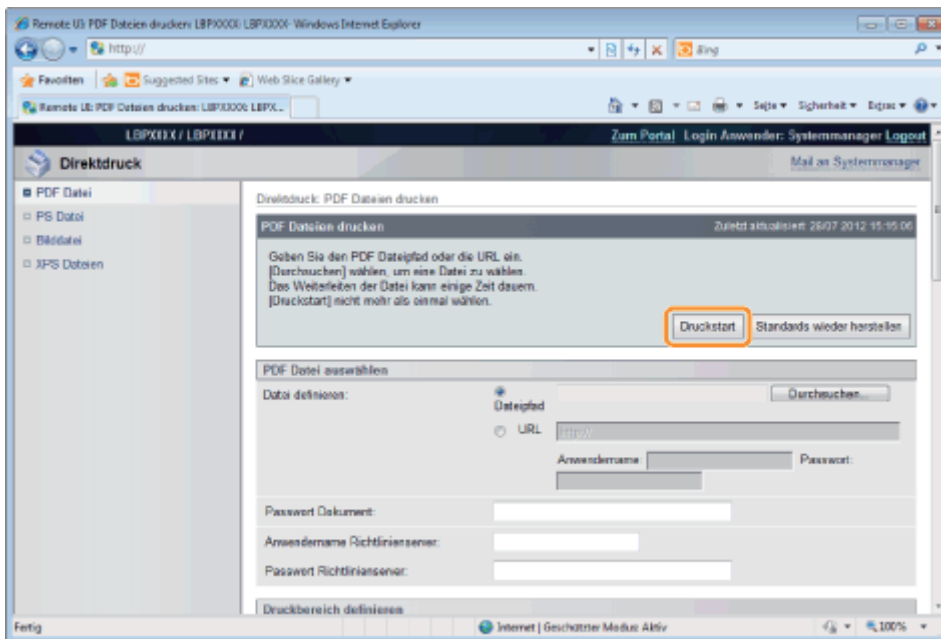 Remote UI: PDF Dateien drucken: LBPXXXX: LBPXXXX- Windows Internet Explorer
http://
Bing
Favoriten Suggested Sites Web Slice Gallery
Remote UI: PDF Dateien drucken: LBPXXXX: LBPX...
Seite Sicherheit Extras
LBPXXXX / LBPXXXX /
Zum Portal Login Anwender: Systemmanager Logout
Direktdruck
Mail an Systemmanager
PDF Datei
PS Datei
Bilddatei
XPS Dateien
Direktdruck: PDF Dateien drucken
PDF Dateien drucken
Zuletzt aktualisiert: 26/07 2012 15:15:06
Geben Sie den PDF Dateipfad oder die URL ein.
[Durchsuchen] wählen, um eine Datei zu wählen.
Das Weiterleiten der Datei kann einige Zeit dauern.
[Druckstart] nicht mehr als einmal wählen.
Druckstart
Standards wieder herstellen
PDF Datei auswählen
Datei definieren:
Dateipfad
Durchsuchen...
URL
http://
Anwendername:
Passwort:
Passwort Dokument:
Anwendername Richtlinienserver:
Passwort Richtlinienserver:
Druckbereich definieren
Fertig
Internet | Geschützter Modus: Aktiv
100%